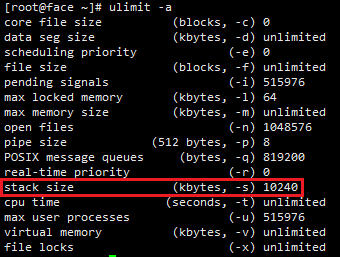 [root@face ~]# ulimit -a
core file size          (blocks, -c) 0
data seg size           (kbytes, -d) unlimited
scheduling priority             (-e) 0
file size               (blocks, -f) unlimited
pending signals                 (-i) 515976
max locked memory       (kbytes, -l) 64
max memory size         (kbytes, -m) unlimited
open files                      (-n) 1048576
pipe size            (512 bytes, -p) 8
POSIX message queues     (bytes, -q) 819200
real-time priority              (-r) 0
stack size              (kbytes, -s) 10240
cpu time               (seconds, -t) unlimited
max user processes              (-u) 515976
virtual memory          (kbytes, -v) unlimited
file locks                      (-x) unlimited